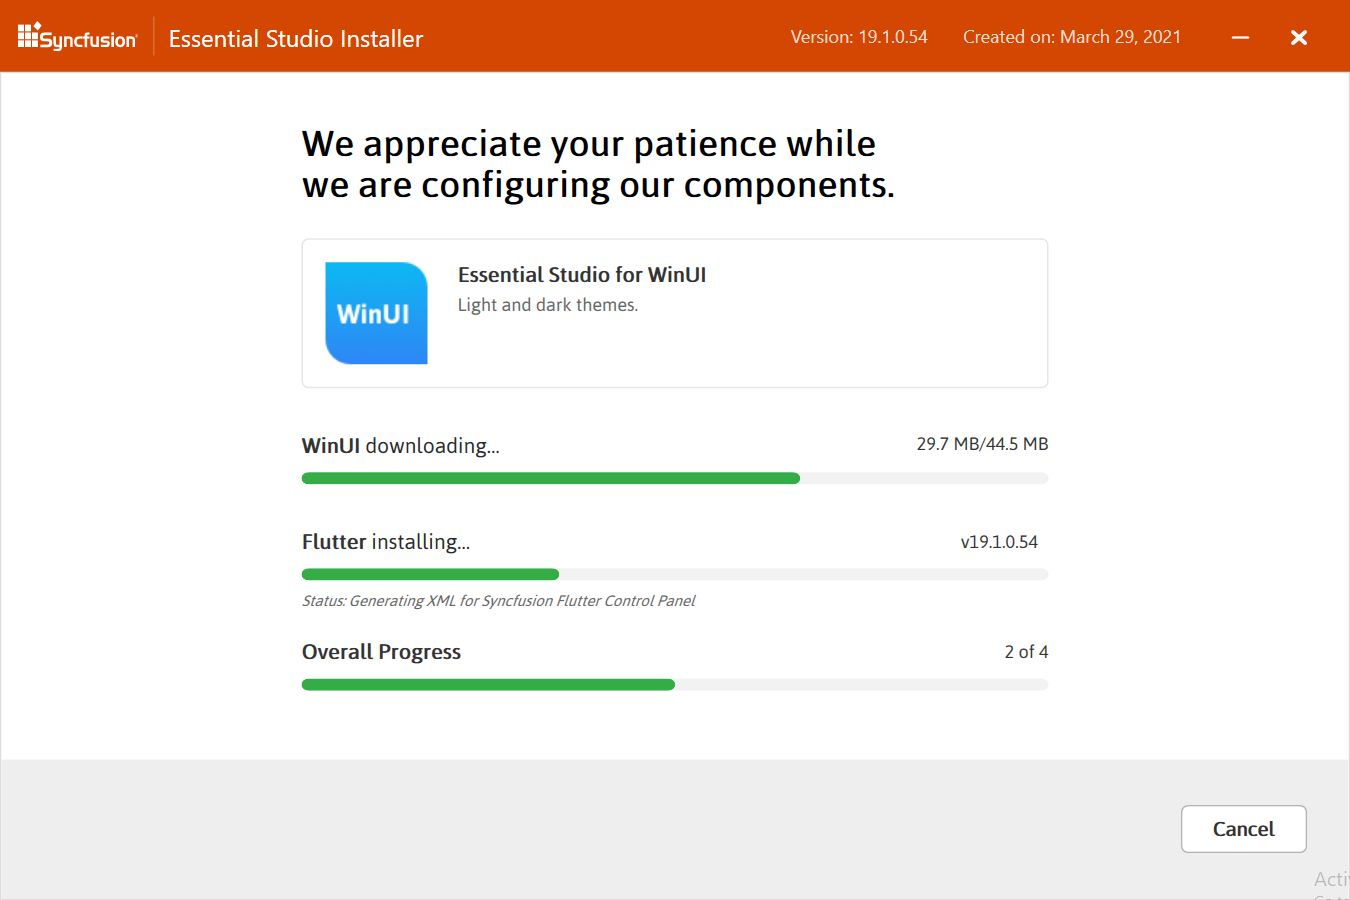 Syncfusion
Essential Studio Installer
Version: 19.1.0.54
Created on: March 29, 2021
We appreciate your patience while
we are configuring our components.
WinUI
Essential Studio for WinUI
Light and dark themes.
WinUI downloading...
29.7 MB/44.5 MB
Flutter installing...
v19.1.0.54
Status: Generating XML for Syncfusion Flutter Control Panel
Overall Progress
2 of 4
Cancel